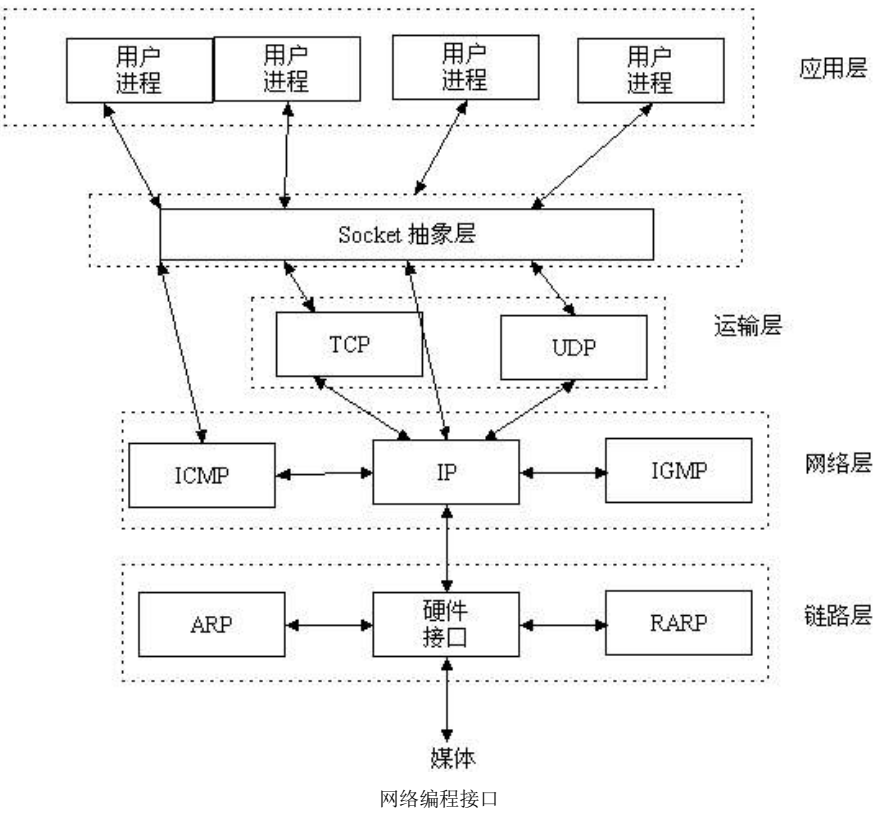 用户
进程
用户
进程
用户
进程
用户
进程
应用层
Socket 抽象层
TCP
UDP
运输层
ICMP
IP
IGMP
网络层
ARP
硬件
接口
RARP
链路层
媒体
网络编程接口